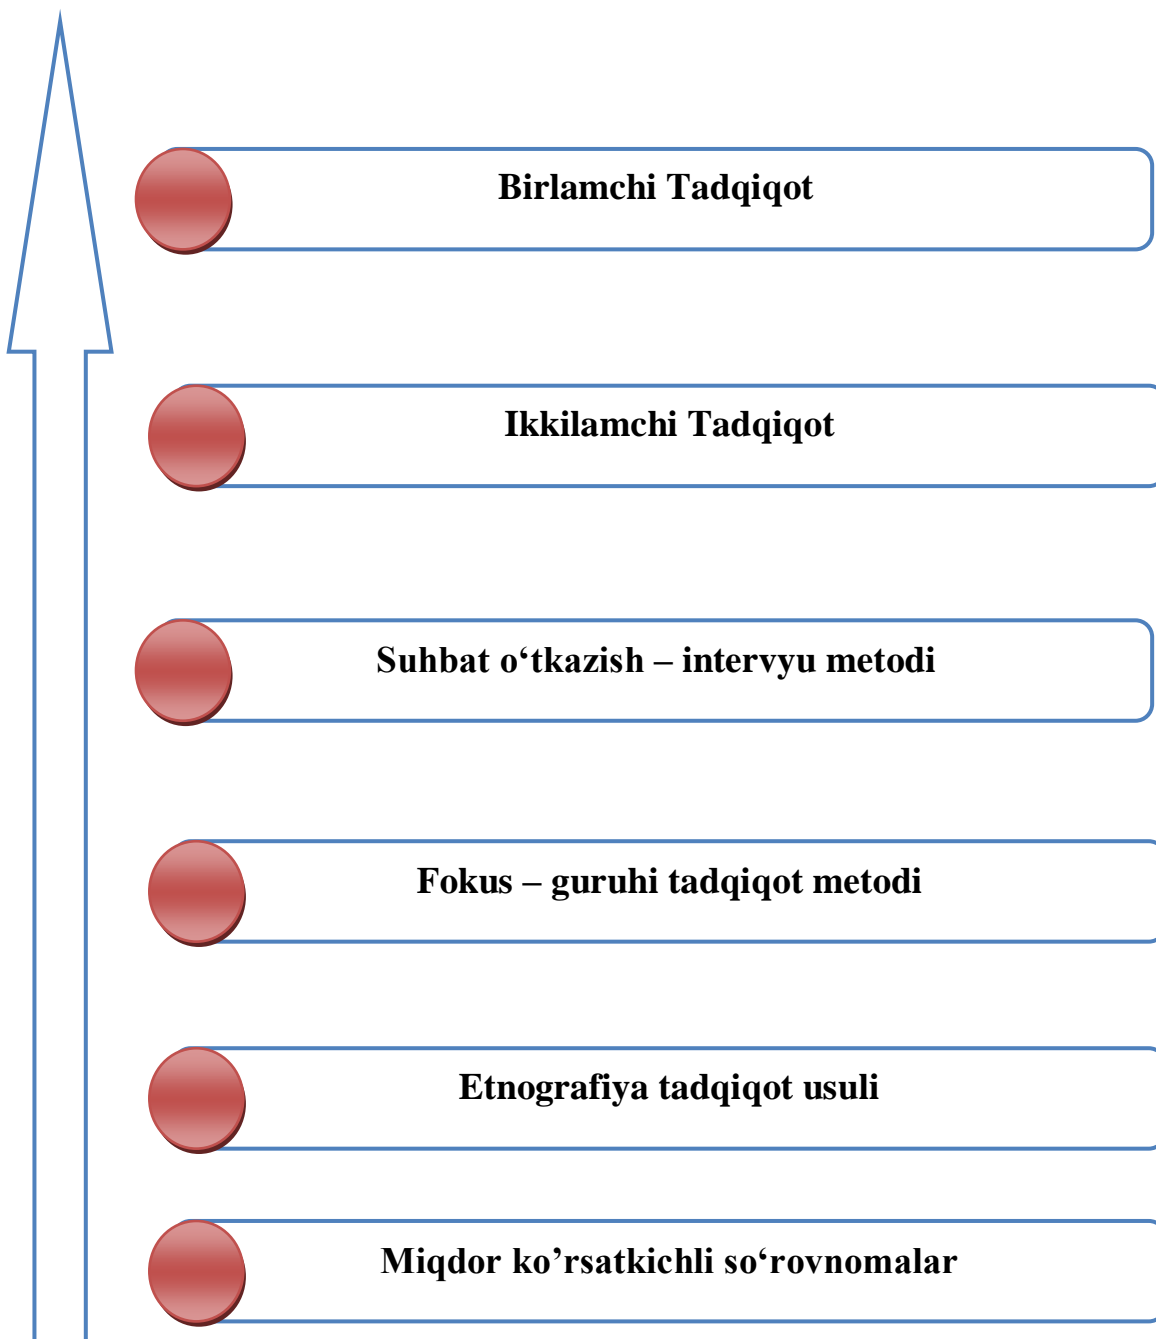 Birlamchi Tadqiqot
Ikkilamchi Tadqiqot
Suhbat o‘tkazish – intervyu metodi
Fokus – guruhi tadqiqot metodi
Etnografiya tadqiqot usuli
Miqdor ko’rsatkichli so‘rovnomalar